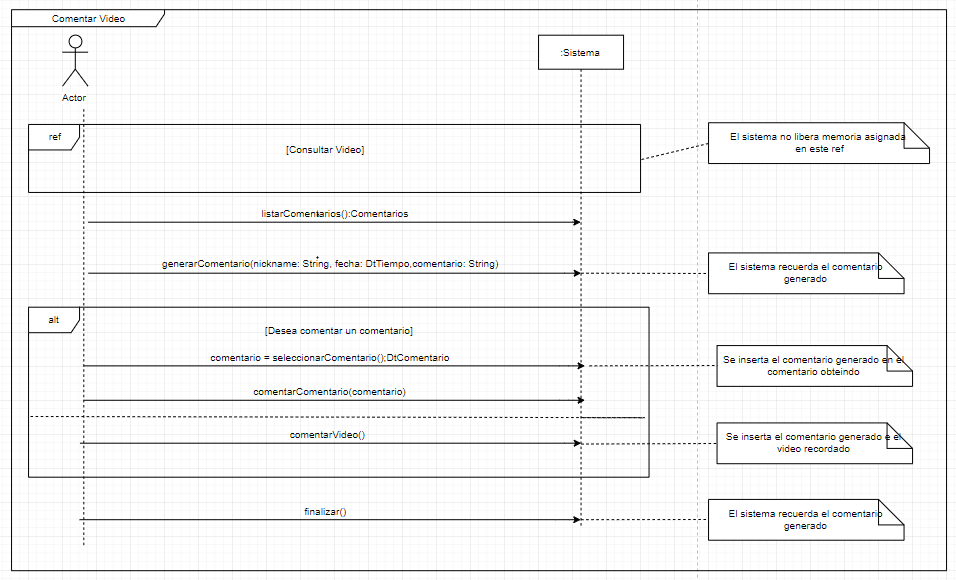 Comentar Video
:Sistema
Actor
ref
[Consultar Video]
El sistema no libera memoria asignada
en este ref
listarComentarios():Comentarios
generarComentario(nickname: String, fecha: DtTiempo,comentario: String)
El sistema recuerda el comentario
generado
alt
[Desea comentar un comentario]
comentario = seleccionarComentario();DtComentario
Se inserta el comentario generado en el
comentario obteindo
comentarComentario(comentario)
comentarVideo()
Se inserta el comentario generado e el
video recordado
finalizar()
El sistema recuerda el comentario
generado